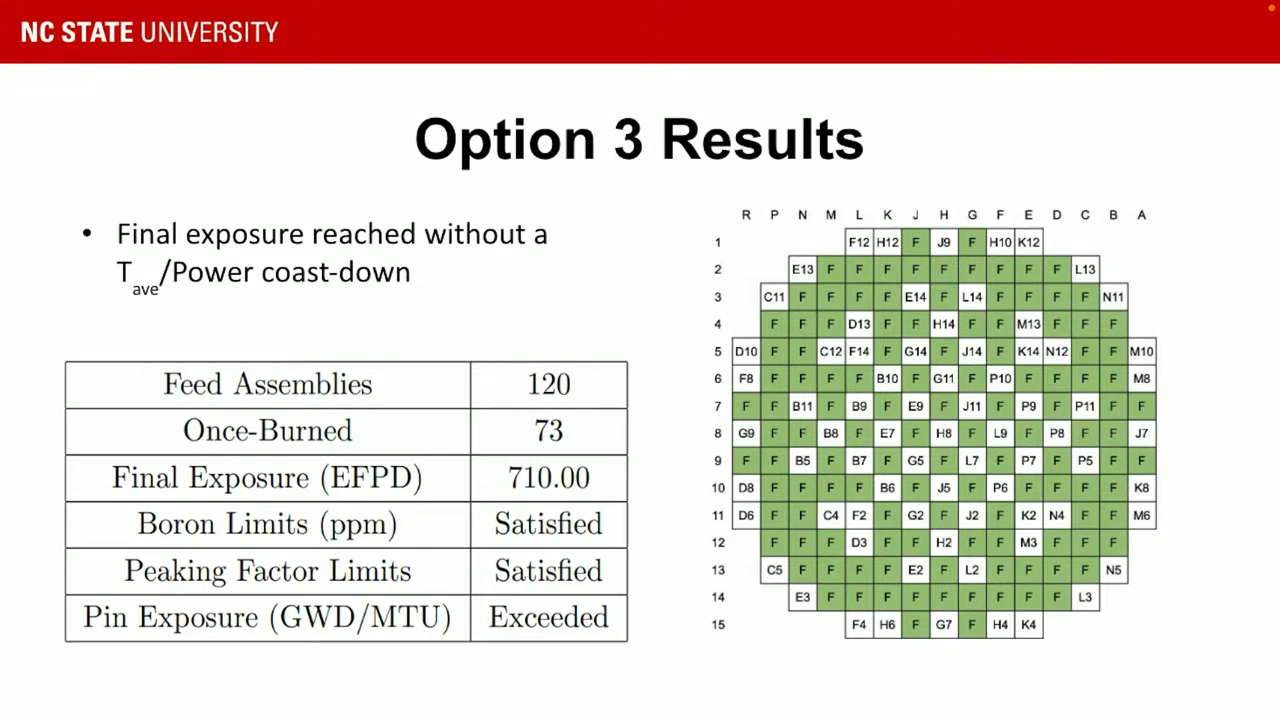 NC STATE UNIVERSITY
Option 3 Results
• Final exposure reached without a
Tave/Power coast-down
Feed Assemblies 120
Once-Burned 73
Final Exposure (EFPD) 710.00
Boron Limits (ppm) Satisfied
Peaking Factor Limits Satisfied
Pin Exposure (GWD/MTU) Exceeded
R P N M L K J H G F E D C B A
1 F12 H12 F J9 F H10 K12
2 E13 F F F F F F F F F L13
3 C11 F F F F E14 F L14 F F F F N11
4 F F F D13 F F H14 F F M13 F F F
5 D10 F F C12 F14 F G14 F J14 F K14 N12 F F M10
6 F8 F F F F B10 F G11 F P10 F F F F M8
7 F F B11 F B9 F E9 F J11 F P9 F P11 F F
8 G9 F F B8 F E7 F H8 F L9 F P8 F F J7
9 F F B5 F B7 F G5 F L7 F P7 F P5 F F
10 D8 F F F F B6 F J5 F P6 F F F F K8
11 D6 F F C4 F2 F G2 F J2 F K2 N4 F F M6
12 F F F D3 F F H2 F F M3 F F F
13 C5 F F F F E2 F L2 F F F F N5
14 E3 F F F F F F F F F L3
15 F4 H6 F G7 F H4 K4